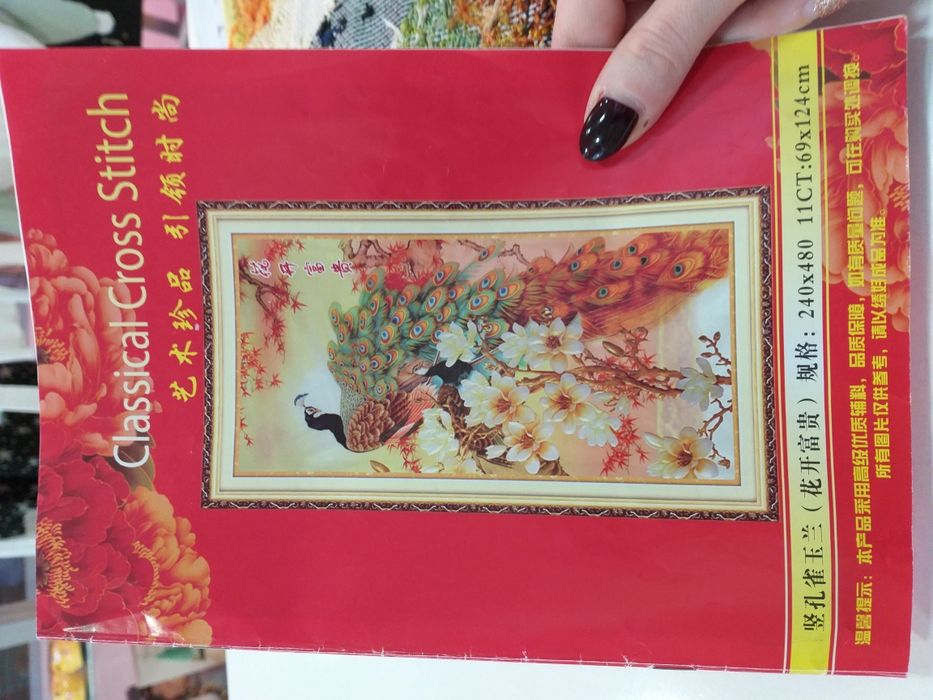 Classical Cross Stitch
艺术珍品 引领时尚
花开富贵
竖孔雀玉兰（花开富贵）规格：240x480 11CT:69x124cm
温馨提示：本产品采用高级优质辅料，品质保障，如有质量问题，可在购买处调换。
所有图片仅供参考，请以绣好成品为准。